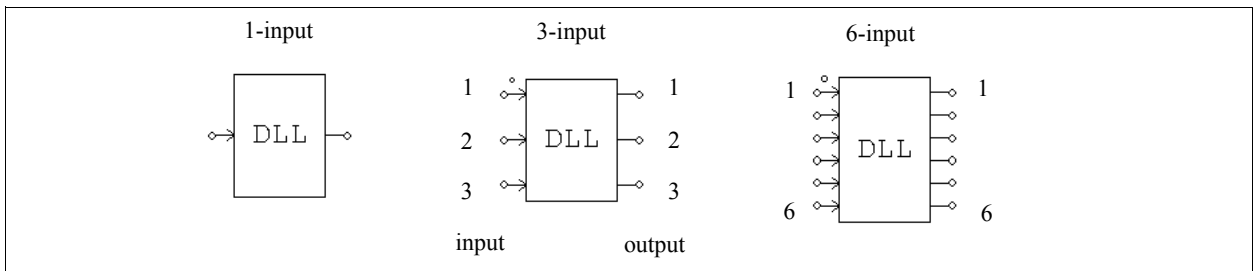 1-input 3-input 6-input
1 1 1 1
DLL 2 DLL 2 DLL
3 3
6 6
input output